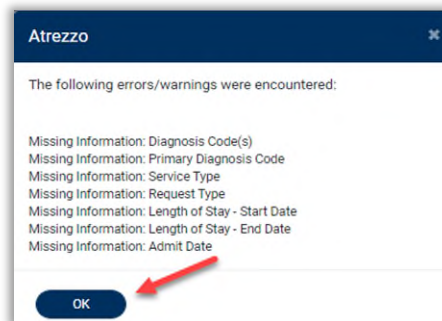 Atrezzo
The following errors/warnings were encountered:
Missing Information: Diagnosis Code(s)
Missing Information: Primary Diagnosis Code
Missing Information: Service Type
Missing Information: Request Type
Missing Information: Length of Stay - Start Date
Missing Information: Length of Stay - End Date
Missing Information: Admit Date
OK